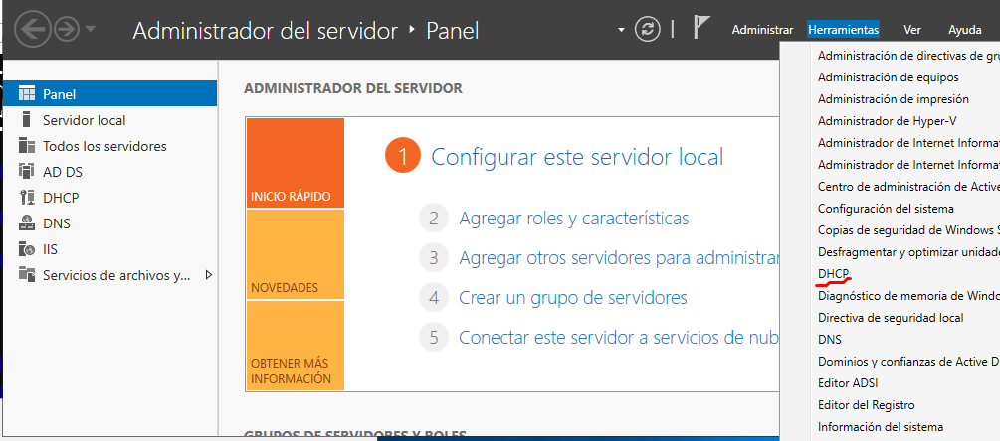 Administrador del servidor Panel
Administrar Herramientas Ver Ayuda
Panel
Servidor local
Todos los servidores
AD DS
DHCP
DNS
IIS
Servicios de archivos y...
ADMINISTRADOR DEL SERVIDOR
INICIO RÁPIDO
NOVEDADES
OBTENER MÁS
INFORMACIÓN
1 Configurar este servidor local
2 Agregar roles y características
3 Agregar otros servidores para administrar
4 Crear un grupo de servidores
5 Conectar este servidor a servicios de nub
GRUPOS DE SERVIDORES Y ROLES
Administración de directivas de gru
Administración de equipos
Administración de impresión
Administrador de Hyper-V
Administrador de Internet Informat
Administrador de Internet Informat
Centro de administración de Active
Configuración del sistema
Copias de seguridad de Windows S
Desfragmentar y optimizar unidade
DHCP
Diagnóstico de memoria de Windo
Directiva de seguridad local
DNS
Dominios y confianzas de Active D
Editor ADSI
Editor del Registro
Información del sistema